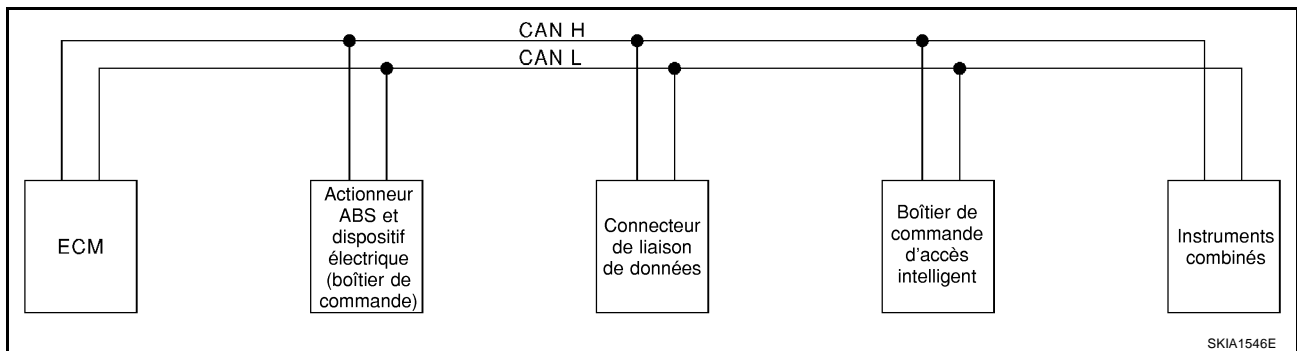 CAN H
CAN L
ECM
Actionneur
ABS et
dispositif
électrique
(boîtier de
commande)
Connecteur
de liaison
de données
Boîtier de
commande
d'accès
intelligent
Instruments
combinés
SKIA1546E